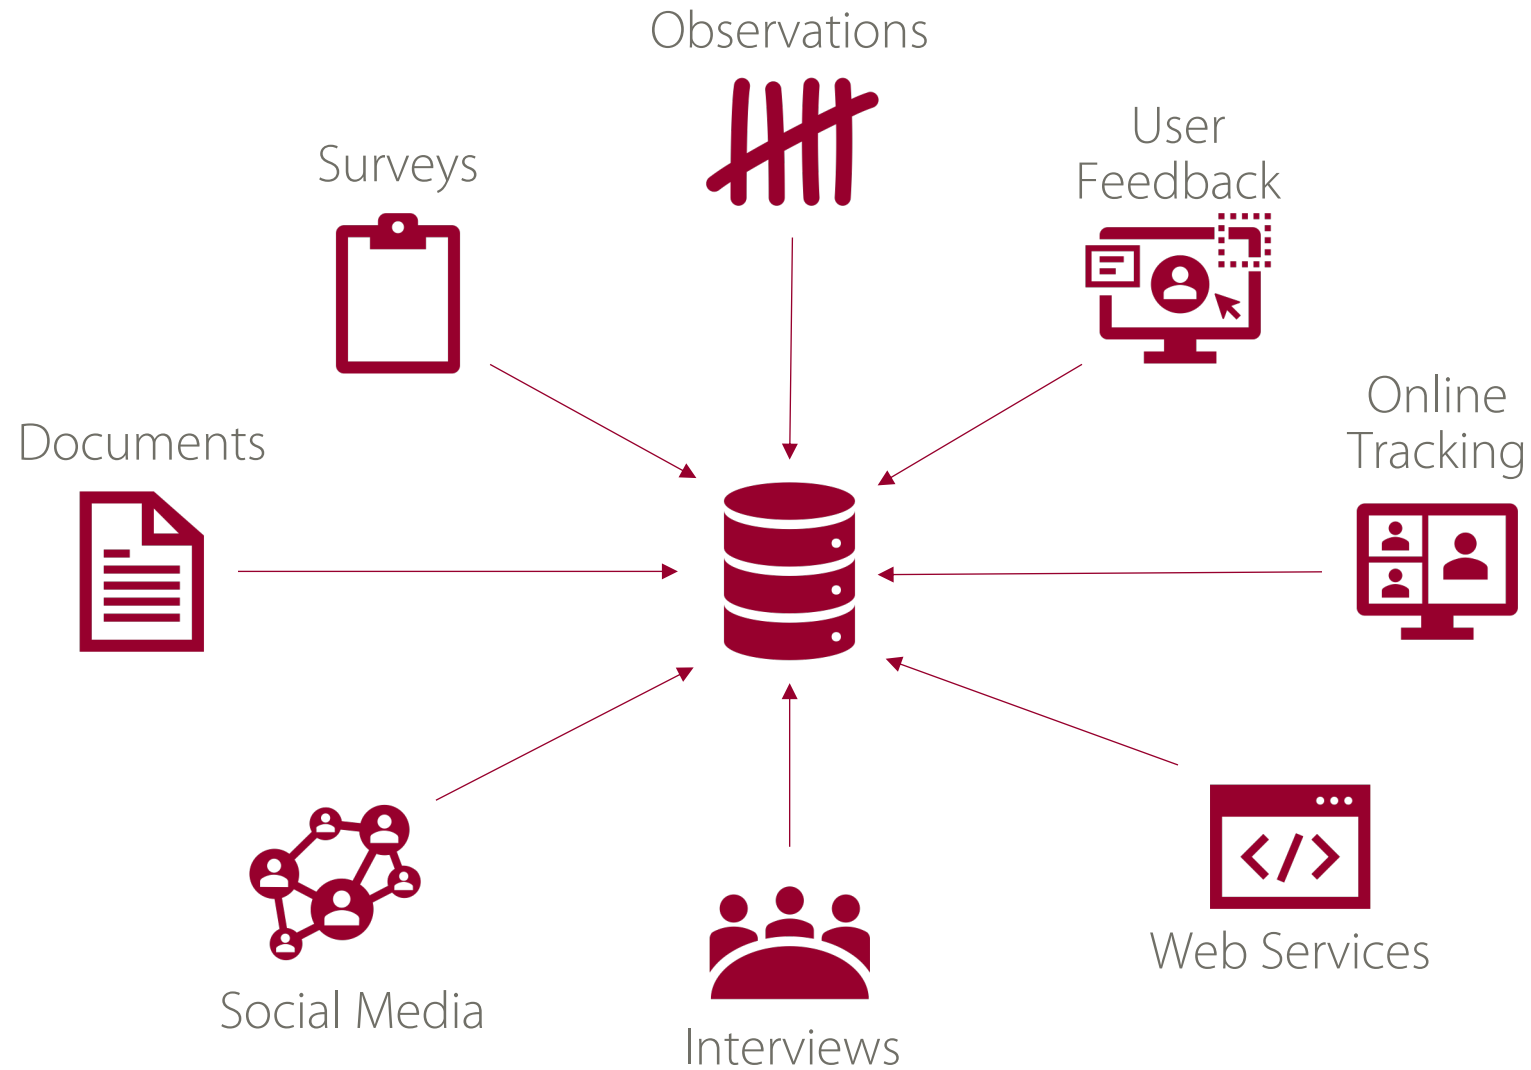 Observations
User
Feedback
Surveys
Online
Tracking
Documents
Web Services
Social Media
Interviews